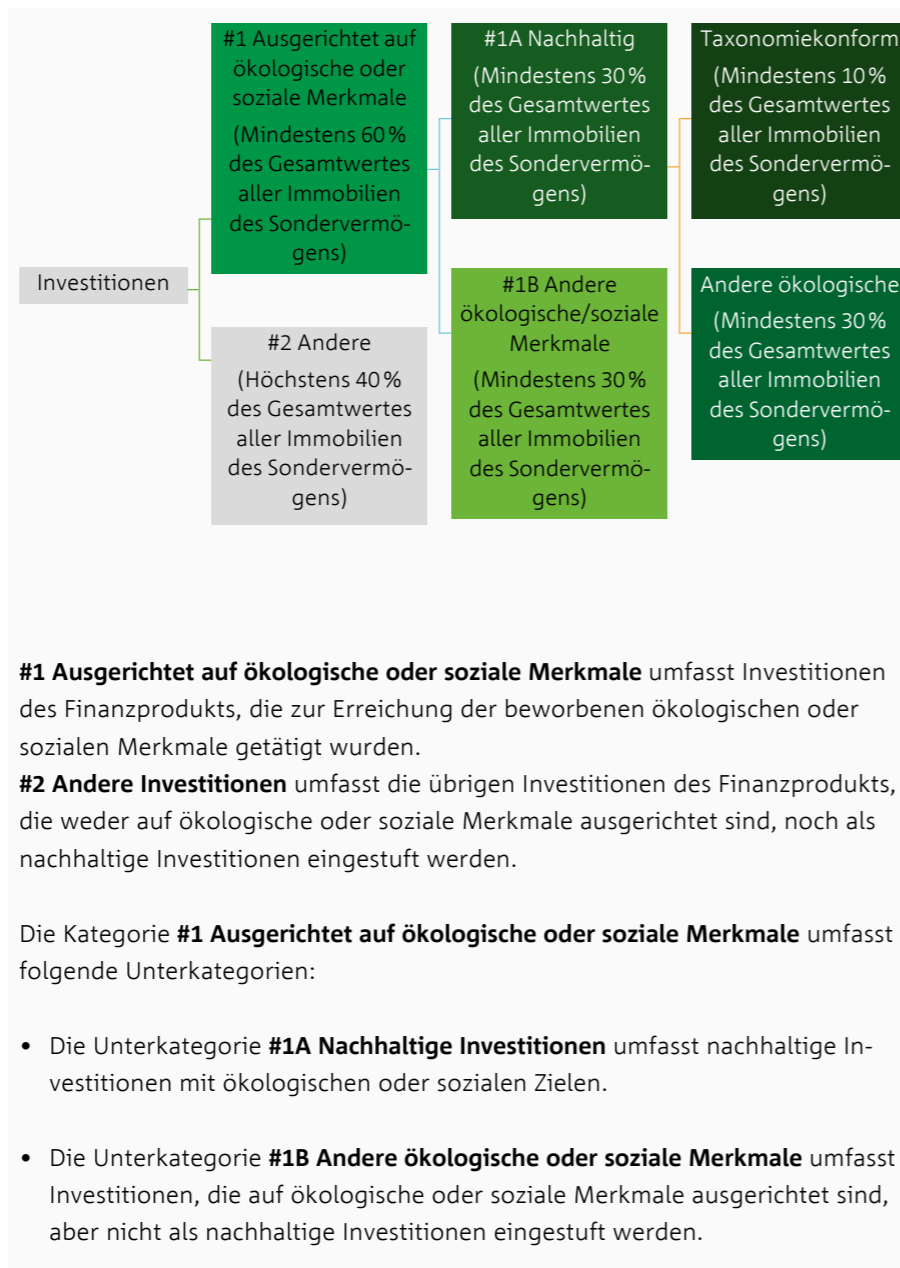 Investitionen
#1 Ausgerichtet auf
ökologische oder
soziale Merkmale
(Mindestens 60 %
des Gesamtwertes
aller Immobilien
des Sondervermö-
gens)
#2 Andere
(Höchstens 40 %
des Gesamtwertes
aller Immobilien
des Sondervermö-
gens)
#1A Nachhaltig
(Mindestens 30 %
des Gesamtwertes
aller Immobilien
des Sondervermö-
gens)
#1B Andere
ökologische/soziale
Merkmale
(Mindestens 30 %
des Gesamtwertes
aller Immobilien
des Sondervermö-
gens)
Taxonomiekonform
(Mindestens 10 %
des Gesamtwertes
aller Immobilien
des Sondervermö-
gens)
Andere ökologische
(Mindestens 30 %
des Gesamtwertes
aller Immobilien
des Sondervermö-
gens)
#1 Ausgerichtet auf ökologische oder soziale Merkmale umfasst Investitionen
des Finanzprodukts, die zur Erreichung der beworbenen ökologischen oder
sozialen Merkmale getätigt wurden.
#2 Andere Investitionen umfasst die übrigen Investitionen des Finanzprodukts,
die weder auf ökologische oder soziale Merkmale ausgerichtet sind, noch als
nachhaltige Investitionen eingestuft werden.
Die Kategorie #1 Ausgerichtet auf ökologische oder soziale Merkmale umfasst
folgende Unterkategorien:
• Die Unterkategorie #1A Nachhaltige Investitionen umfasst nachhaltige In-
vestitionen mit ökologischen oder sozialen Zielen.
• Die Unterkategorie #1B Andere ökologische oder soziale Merkmale umfasst
Investitionen, die auf ökologische oder soziale Merkmale ausgerichtet sind,
aber nicht als nachhaltige Investitionen eingestuft werden.